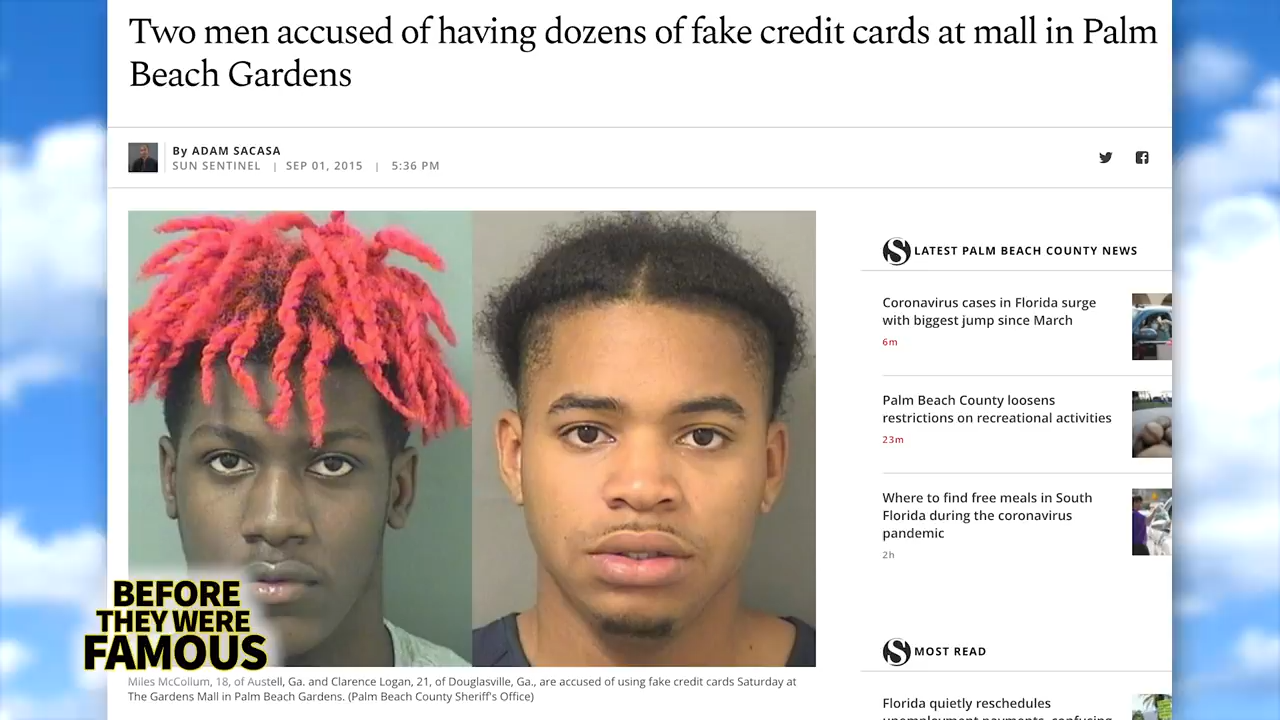 Two men accused of having dozens of fake credit cards at mall in Palm
Beach Gardens
By ADAM SACASA
SUN SENTINEL | SEP 01, 2015 | 5:36 PM
S LATEST PALM BEACH COUNTY NEWS
Coronavirus cases in Florida surge
with biggest jump since March
6m
Palm Beach County loosens
restrictions on recreational activities
23m
Where to find free meals in South
Florida during the coronavirus
pandemic
2h
BEFORE
THEY WERE
FAMOUS
Miles McCollum, 18, of Austell, Ga. and Clarence Logan, 21, of Douglasville, Ga., are accused of using fake credit cards Saturday at
The Gardens Mall in Palm Beach Gardens. (Palm Beach County Sheriff's Office)
S MOST READ
Florida quietly reschedules
unemployment payments, confusing